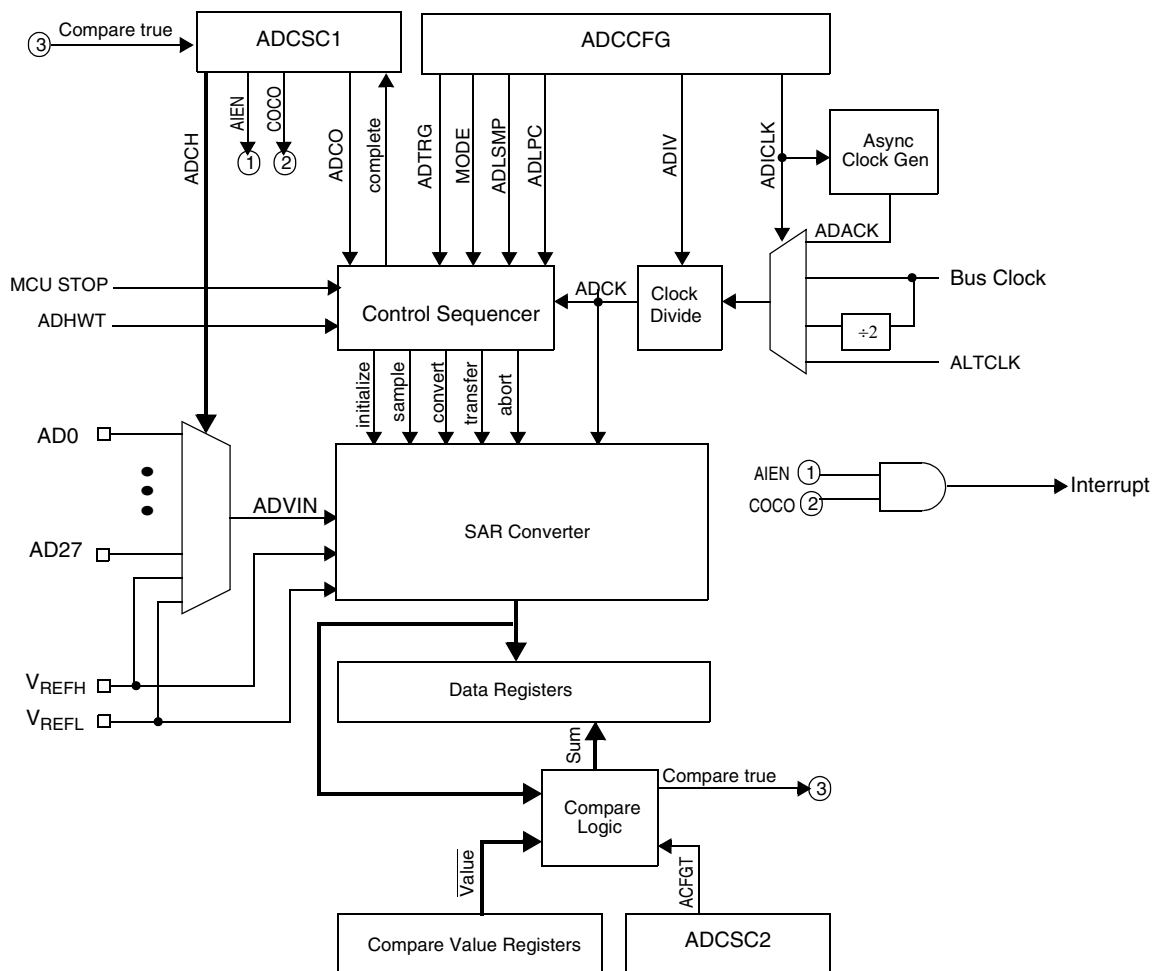 3
Compare true
ADCSC1
ADCCFG
ADCH
AIEN
COCO
1
2
ADCO
complete
ADTRG
MODE
ADLSMP
ADLPC
ADIV
ADICLK
Async
Clock Gen
ADACK
MCU STOP
ADHWT
Control Sequencer
ADCK
Clock
Divide
Bus Clock
÷2
ALTCLK
initialize
sample
convert
transfer
abort
AD0
AD27
ADVIN
SAR Converter
AIEN 1
COCO 2
Interrupt
VREFH
VREFL
Data Registers
Sum
Compare
Logic
Compare true
3
Value
ACFGT
Compare Value Registers
ADCSC2